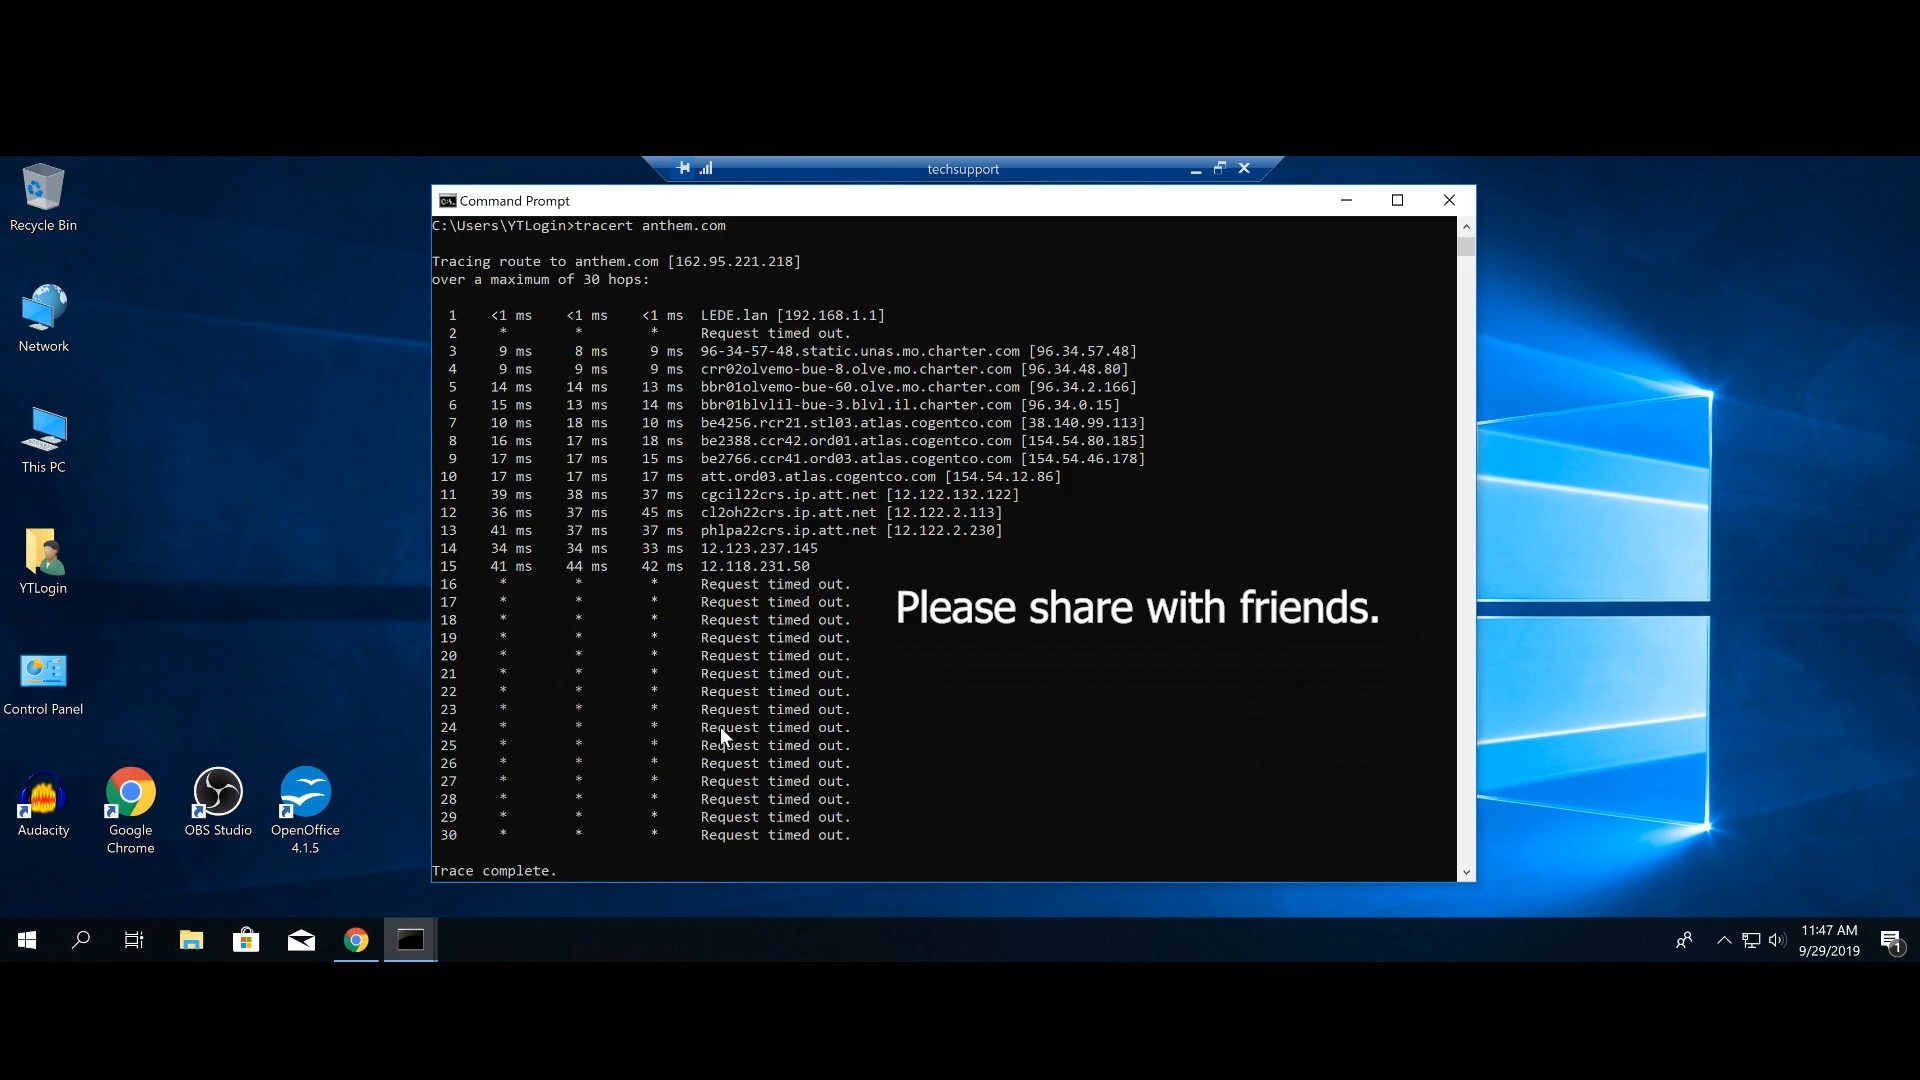 techsupport
Command Prompt
C:\Users\YTLogin>tracert anthem.com
Tracing route to anthem.com [162.95.221.218]
over a maximum of 30 hops:
1 <1 ms <1 ms <1 ms LEDE.lan [192.168.1.1]
2 * * * Request timed out.
3 9 ms 8 ms 9 ms 96-34-57-48.static.unas.mo.charter.com [96.34.57.48]
4 9 ms 9 ms 9 ms crr02olvemo-bue-8.olve.mo.charter.com [96.34.48.80]
5 14 ms 14 ms 13 ms bbr01olvemo-bue-60.olve.mo.charter.com [96.34.2.166]
6 15 ms 13 ms 14 ms bbr01blvlil-bue-3.blvl.il.charter.com [96.34.0.15]
7 10 ms 18 ms 10 ms be4256.rcr21.stl03.atlas.cogentco.com [38.140.99.113]
8 16 ms 17 ms 18 ms be2388.ccr42.ord01.atlas.cogentco.com [154.54.80.185]
9 17 ms 17 ms 15 ms be2766.ccr41.ord03.atlas.cogentco.com [154.54.46.178]
10 17 ms 17 ms 17 ms att.ord03.atlas.cogentco.com [154.54.12.86]
11 39 ms 38 ms 37 ms cgcil22crs.ip.att.net [12.122.132.122]
12 36 ms 37 ms 45 ms cl2oh22crs.ip.att.net [12.122.2.113]
13 41 ms 37 ms 37 ms phlpa22crs.ip.att.net [12.122.2.230]
14 34 ms 34 ms 33 ms 12.123.237.145
15 41 ms 44 ms 42 ms 12.118.231.50
16 * * * Request timed out.
17 * * * Request timed out.
18 * * * Request timed out.
19 * * * Request timed out.
20 * * * Request timed out.
21 * * * Request timed out.
22 * * * Request timed out.
23 * * * Request timed out.
24 * * * Request timed out.
25 * * * Request timed out.
26 * * * Request timed out.
27 * * * Request timed out.
28 * * * Request timed out.
29 * * * Request timed out.
30 * * * Request timed out.
Trace complete.
Please share with friends.
Recycle Bin
Network
This PC
YTLogin
Control Panel
Audacity
Google
Chrome
OBS Studio
OpenOffice
4.1.5
11:47 AM
9/29/2019
1